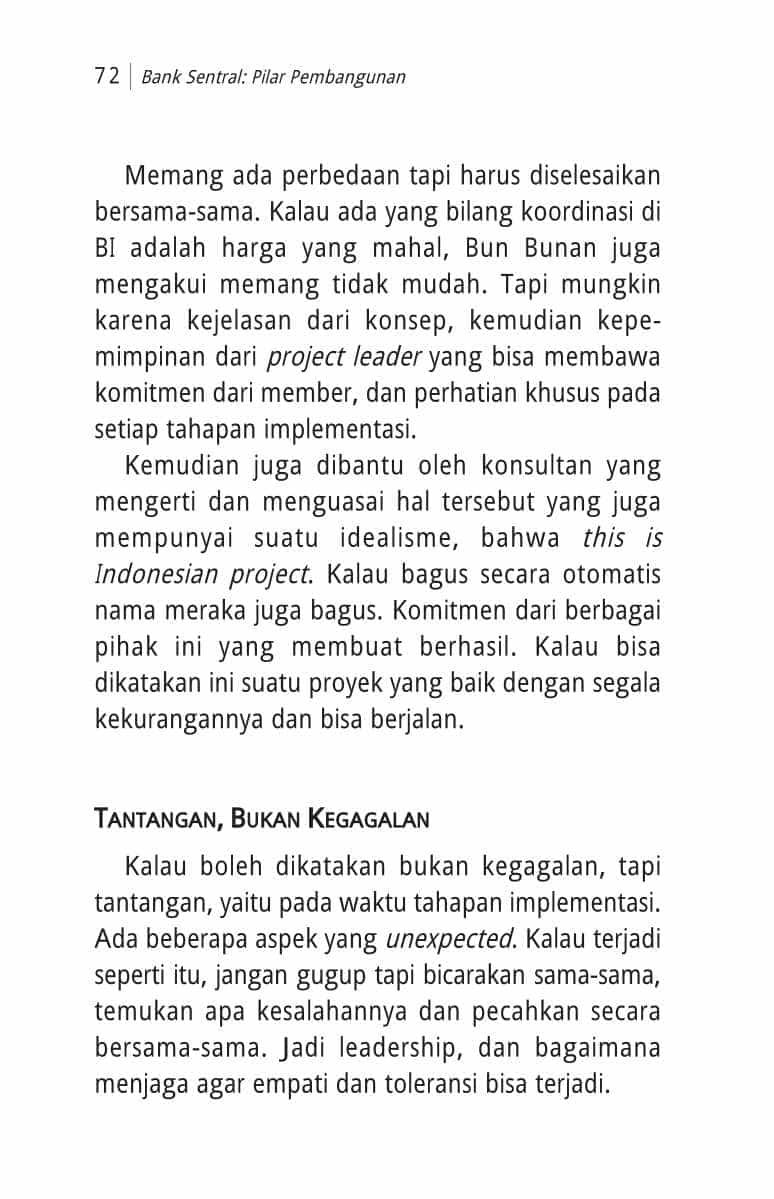 72 Bank Sentral: Pilar Pembangunan
Memang ada perbedaan tapi harus diselesaikan
bersama-sama. Kalau ada yang bilang koordinasi di
BI adalah harga yang mahal, Bun Bunan juga
mengakui memang tidak mudah. Tapi mungkin
karena kejelasan dari konsep, kemudian kepe-
mimpinan dari project leader yang bisa membawa
komitmen dari member, dan perhatian khusus pada
setiap tahapan implementasi.
Kemudian juga dibantu oleh konsultan yang
mengerti dan menguasai hal tersebut yang juga
mempunyai suatu idealisme, bahwa this is
Indonesian project. Kalau bagus secara otomatis
nama meraka juga bagus. Komitmen dari berbagai
pihak ini yang membuat berhasil. Kalau bisa
dikatakan ini suatu proyek yang baik dengan segala
kekurangannya dan bisa berjalan.
TANTANGAN, BUKAN KEGAGALAN
Kalau boleh dikatakan bukan kegagalan, tapi
tantangan, yaitu pada waktu tahapan implementasi.
Ada beberapa aspek yang unexpected. Kalau terjadi
seperti itu, jangan gugup tapi bicarakan sama-sama,
temukan apa kesalahannya dan pecahkan secara
bersama-sama. Jadi leadership, dan bagaimana
menjaga agar empati dan toleransi bisa terjadi.